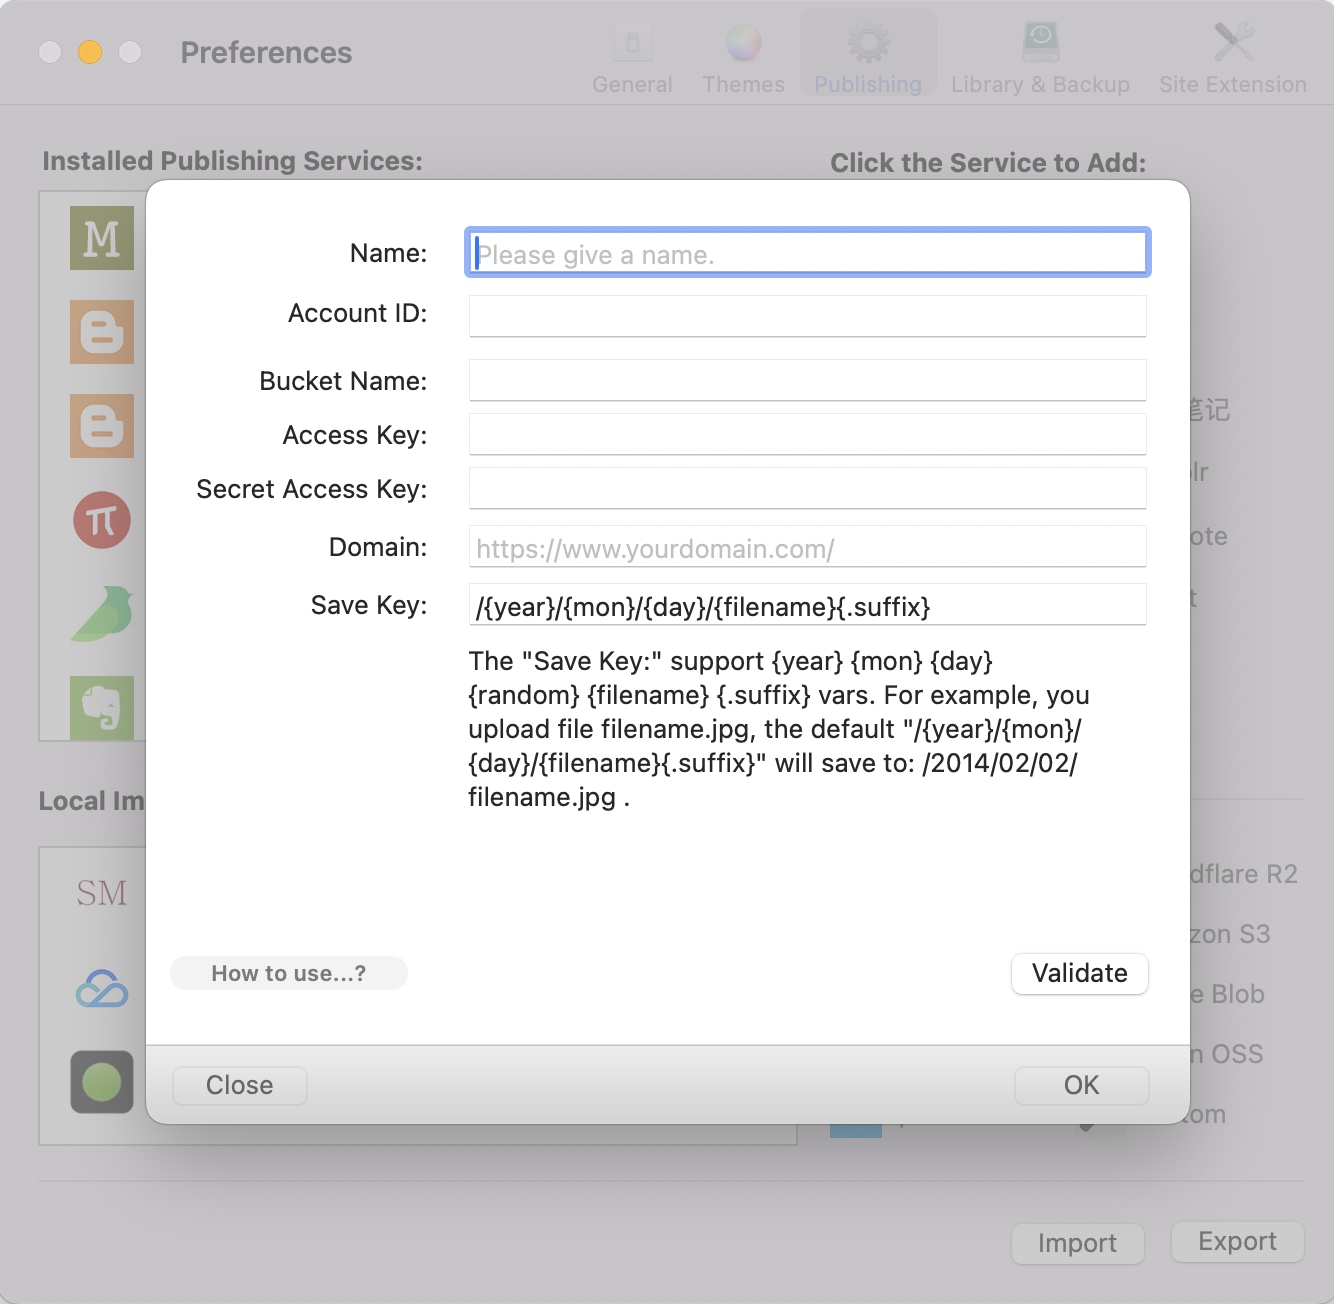 Preferences
General
Themes
Publishing
Library & Backup
Site Extension
Installed Publishing Services:
Click the Service to Add:
M
Name:
Please give a name.
Account ID:
Bucket Name:
笔记
Access Key:
lr
Secret Access Key:
Domain:
https://www.yourdomain.com/
ote
Save Key:
/{year}/{mon}/{day}/{filename}{.suffix}
t
The "Save Key:" support {year} {mon} {day}
{random} {filename} {.suffix} vars. For example, you
upload file filename.jpg, the default "/{year}/{mon}/
{day}/{filename}{.suffix}" will save to: /2014/02/02/
filename.jpg .
Local Im
SM
dflare R2
zon S3
How to use...?
Validate
e Blob
n OSS
Close
OK
tom
Import
Export